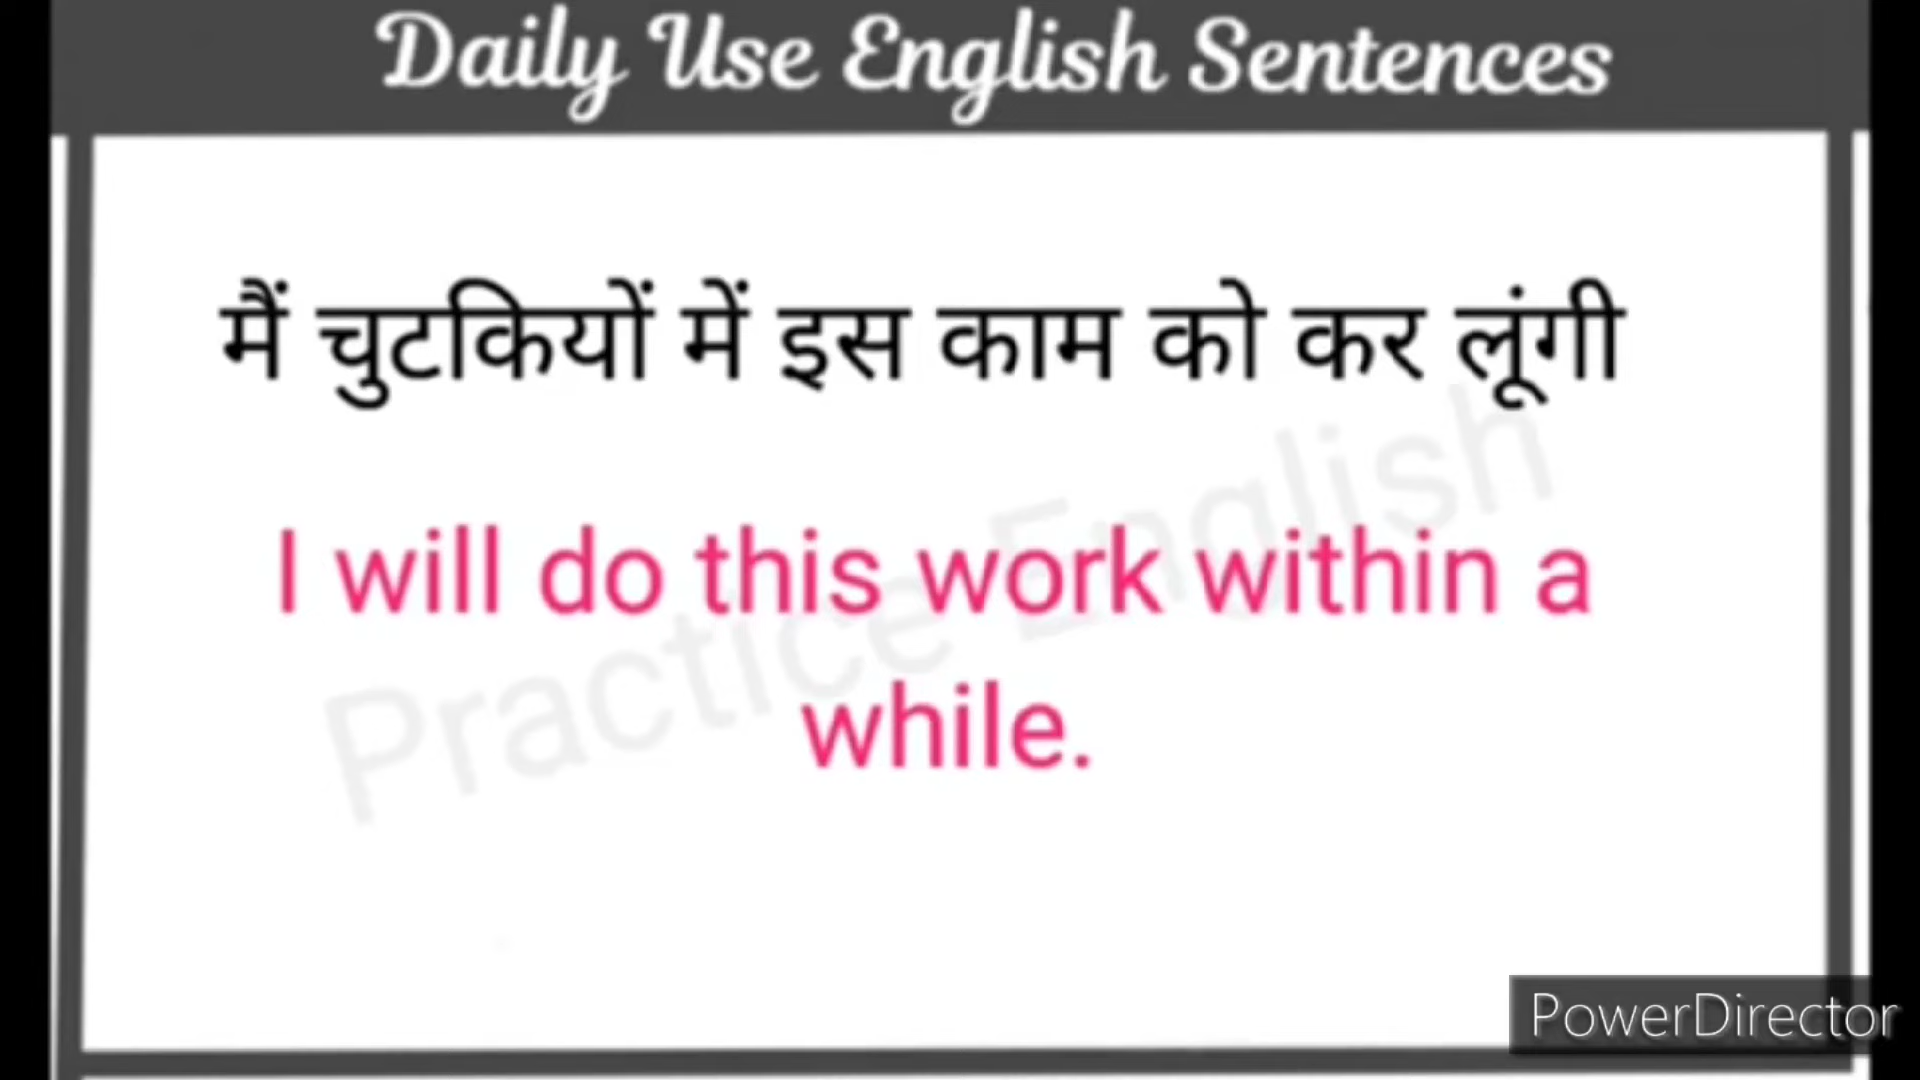 Daily Use English Sentences
मैं चुटकियों में इस काम को कर लूंगी
I will do this work within a
while.
Practice English
PowerDirector